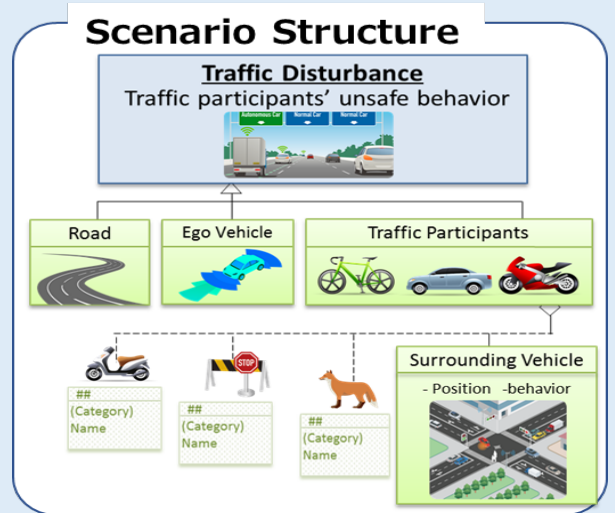 Scenario Structure
Traffic Disturbance
Traffic participants' unsafe behavior
Autonomous Car Normal Car Normal Car
Road
Ego Vehicle
Traffic Participants
STOP
##
(Category)
Name
##
(Category)
Name
##
(Category)
Name
Surrounding Vehicle
- Position -behavior